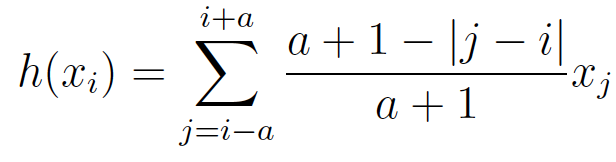 h(x_i) = \sum_{j=i-a}^{i+a} \frac{a + 1 - |j - i|}{a + 1} x_j